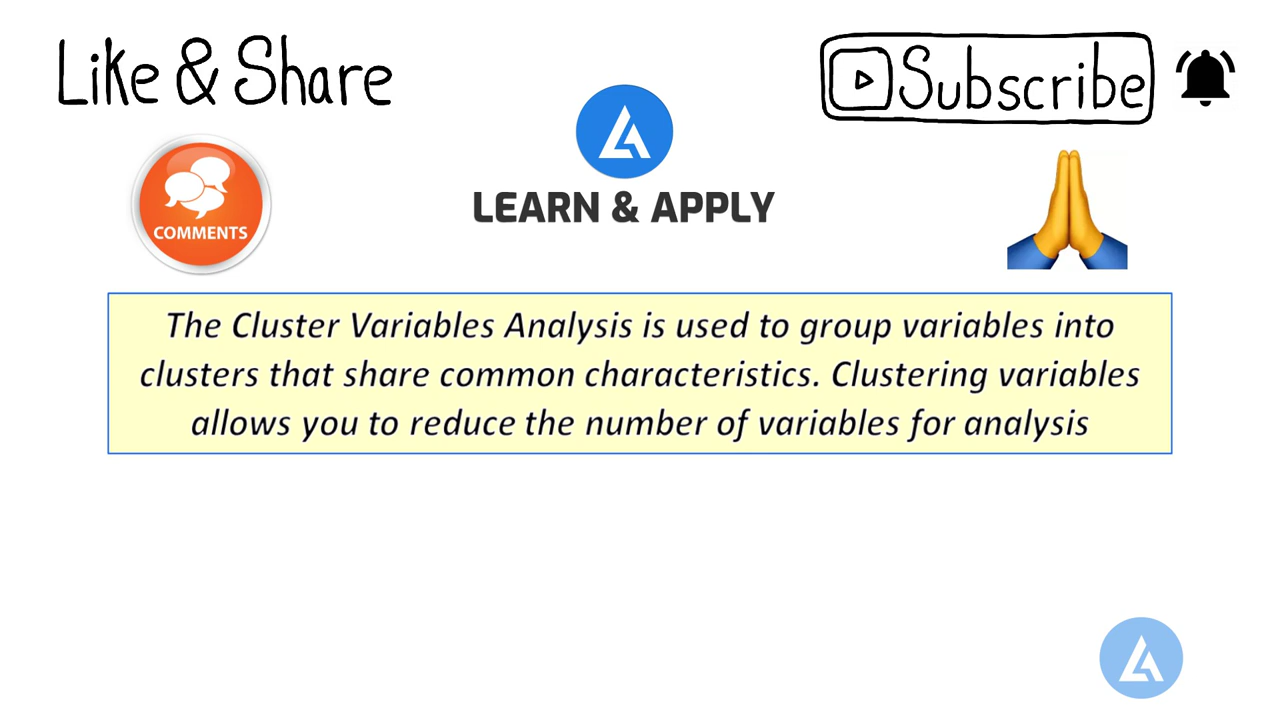 Like & Share
Subscribe
COMMENTS
LEARN & APPLY
The Cluster Variables Analysis is used to group variables into
clusters that share common characteristics. Clustering variables
allows you to reduce the number of variables for analysis